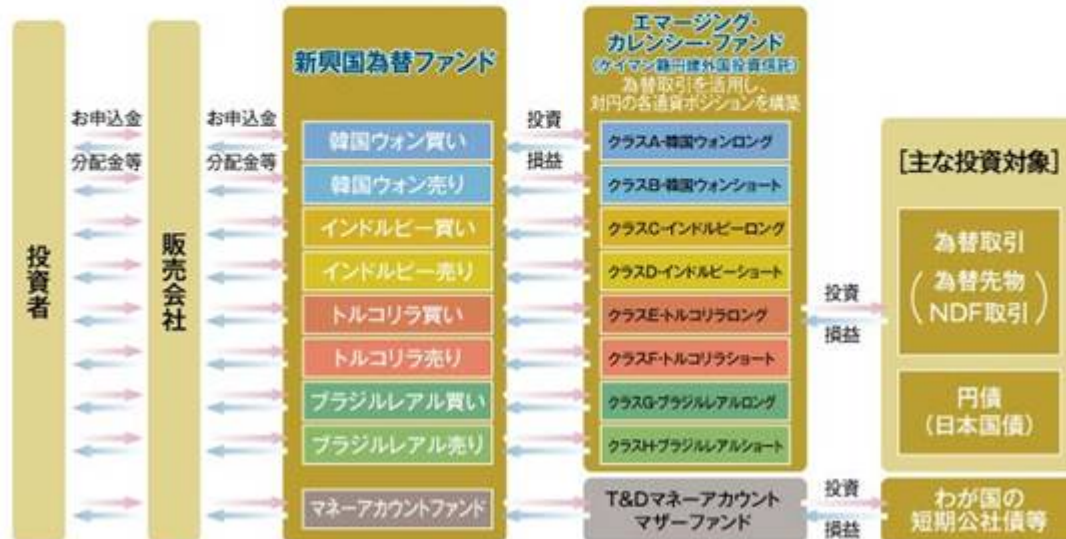 投資者
お申込金
分配金等
販売会社
お申込金
分配金等
新興国為替ファンド
韓国ウォン買い
韓国ウォン売り
インドルピー買い
インドルピー売り
トルコリラ買い
トルコリラ売り
ブラジルレアル買い
ブラジルレアル売り
マネーアカウントファンド
投資
損益
エマージング・
カレンシー・ファンド
(ケイマン籍円建外国投資信託)
為替取引を活用し、
対円の各通貨ポジションを構築
クラスA-韓国ウォンロング
クラスB-韓国ウォンショート
クラスC-インドルピーロング
クラスD-インドルピーショート
クラスE-トルコリラロング
クラスF-トルコリラショート
クラスG-ブラジルレアルロング
クラスH-ブラジルレアルショート
T&Dマネーアカウント
マザーファンド
投資
損益
投資
損益
[主な投資対象]
為替取引
(為替先物
NDF取引)
円債
(日本国債)
わが国の
短期公社債等